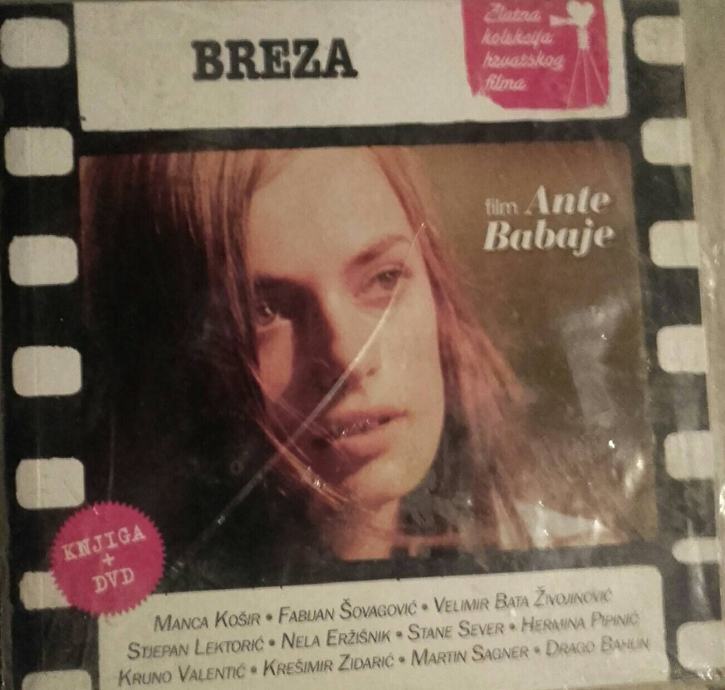 BREZA
Zlatna
kolekcija
hrvatskog
filma
film Ante
Babaje
KNJIGA
+
DVD
MANCA KOŠIR • FABIJAN ŠOVAGOVIĆ • VELIMIR BATA ŽIVOJINOVIĆ
STJEPAN LEKTORIĆ • NELA ERŽIŠNIK • STANE SEVER • HERMINA PIPINIĆ
KRUNO VALENTIĆ • KREŠIMIR ZIDARIĆ • MARTIN SAGNER • DRAGO BAHUN